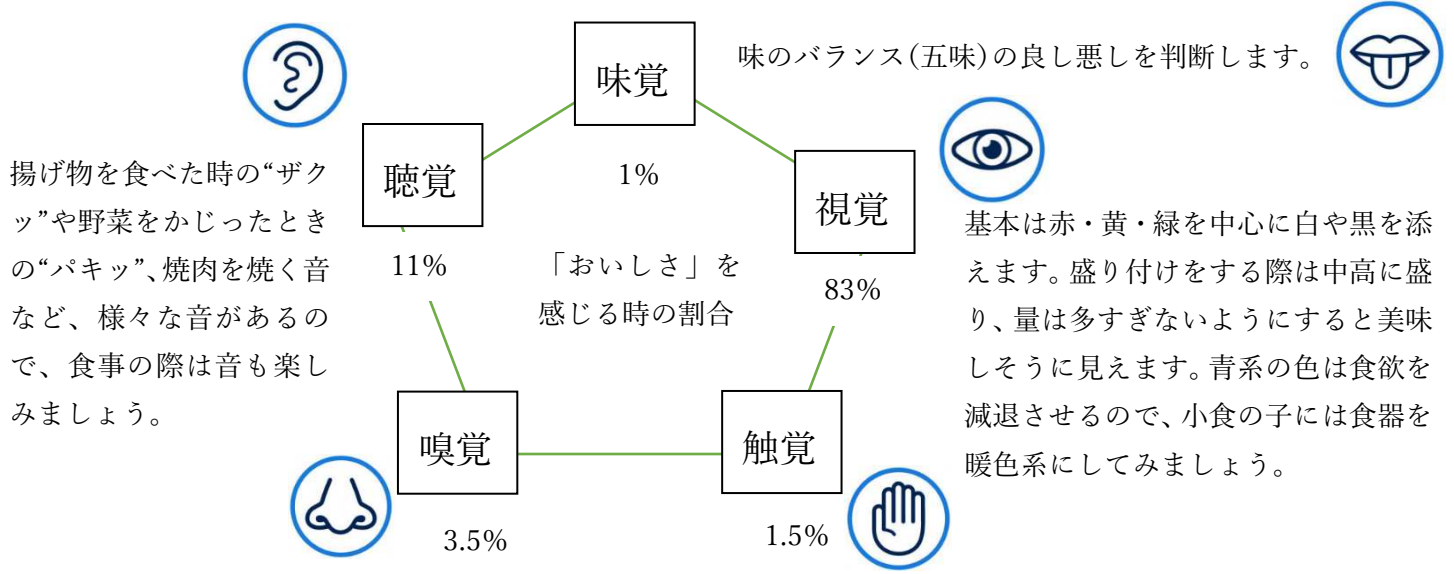 味覚
1%
味のバランス(五味)の良し悪しを判断します。
聴覚
11%
揚げ物を食べた時の“ザク
ッ”や野菜をかじったとき
の“パキッ”、焼肉を焼く音
など、様々な音があるの
で、食事の際は音も楽し
みましょう。
「おいしさ」を
感じる時の割合
視覚
83%
基本は赤・黄・緑を中心に白や黒を添
えます。盛り付けをする際は中高に盛
り、量は多すぎないようにすると美味
しそうに見えます。青系の色は食欲を
減退させるので、小食の子には食器を
暖色系にしてみましょう。
嗅覚
3.5%
触覚
1.5%